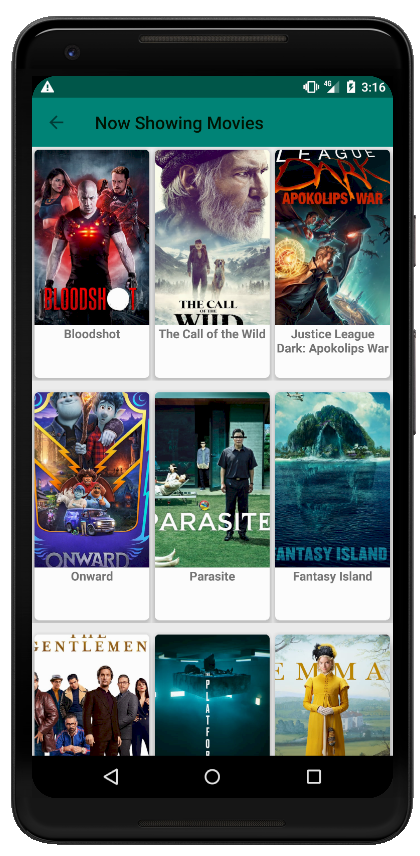 4G
3:16
Now Showing Movies
BLOODSHOT
THE CALL
OF THE
WILD
LEAGUE
DARK
APOKOLIPS WAR
Bloodshot
The Call of the Wild
Justice League
Dark: Apokolips War
ONWARD
PARASITE
FANTASY ISLAND
Onward
Parasite
Fantasy Island
THE
GENTLEMEN
THE
PLATFOR
EMMA